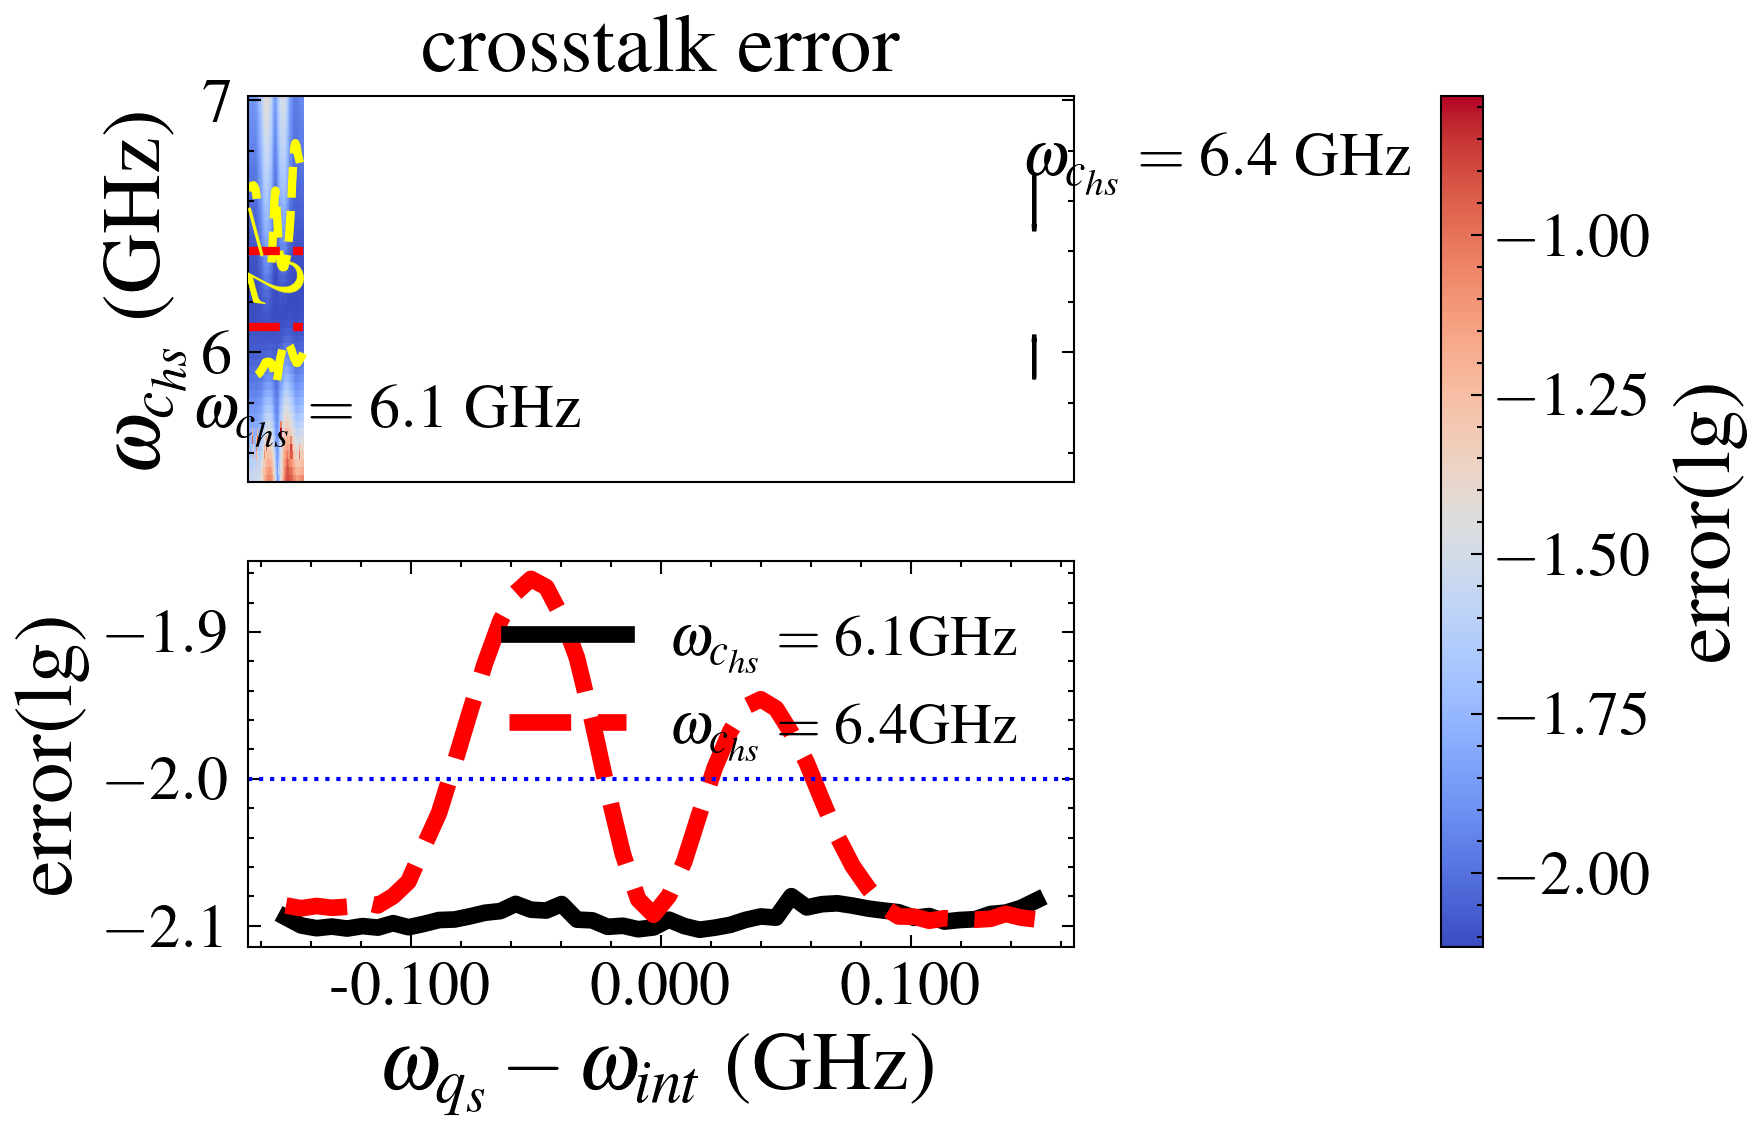 crosstalk error
7
6
ω_{c_{hs}} (GHz)
ω_{c_{hs}} = 6.4 GHz
ω_{c_{hs}} = 6.1 GHz
−1.00
−1.25
−1.50
−1.75
−2.00
error(lg)
−1.9
−2.0
−2.1
error(lg)
ω_{c_{hs}} = 6.1GHz
ω_{c_{hs}} = 6.4GHz
-0.100 0.000 0.100
ω_{q_s} − ω_{int} (GHz)